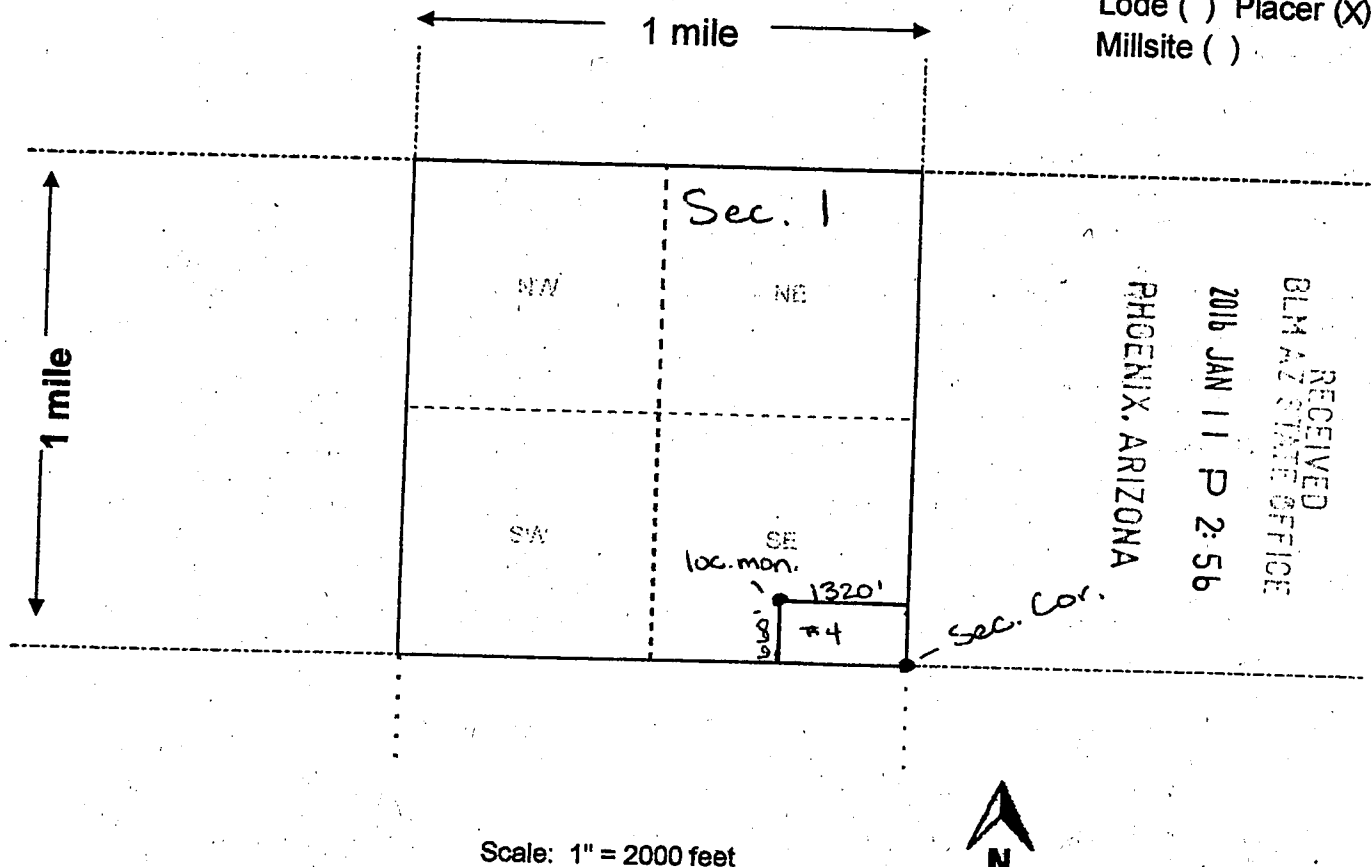 Lode ( ) Placer (X)
Millsite ( )
1 mile
1 mile
Sec. 1
NW
NE
SW
SE
loc. mon.
1320'
#4
Sec. Cor.
RECEIVED
BLM AZ STATE OFFICE
2016 JAN 11 P 2:56
PHOENIX, ARIZONA
Scale: 1" = 2000 feet
N